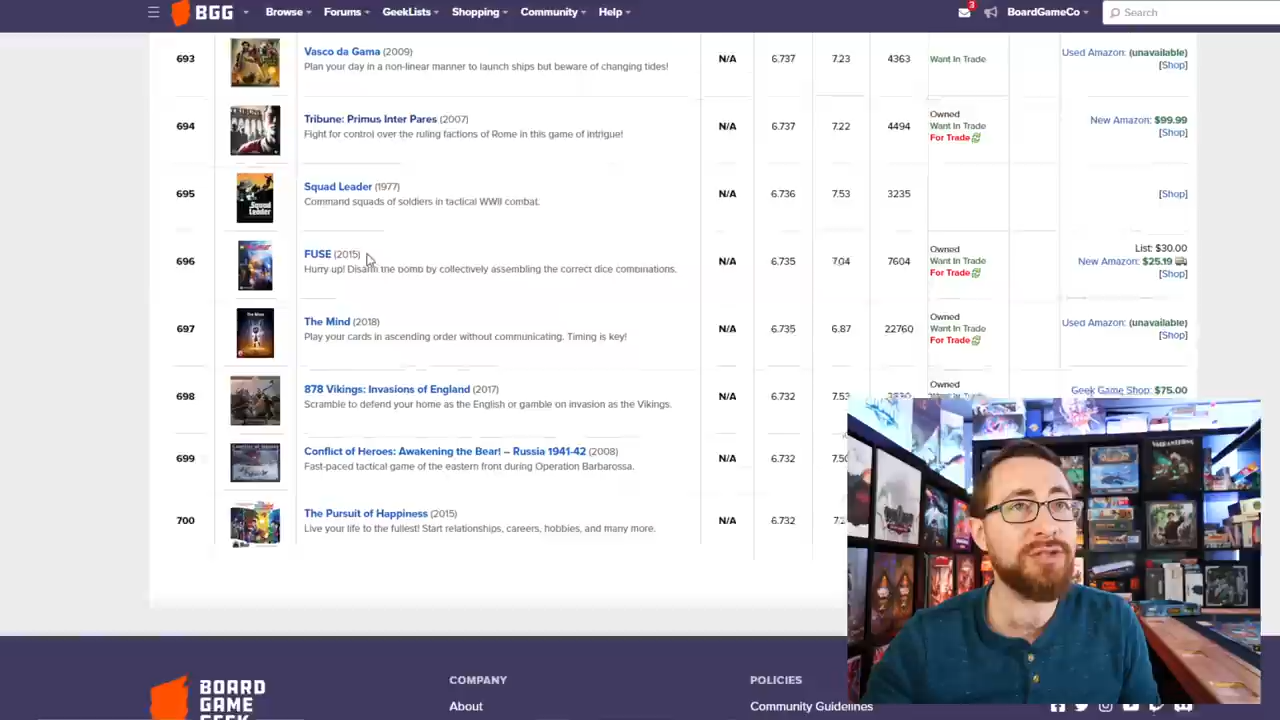 BGG
Browse
Forums
GeekLists
Shopping
Community
Help
3
BoardGameCo
Search
693
Vasco da Gama (2009)
Plan your day in a non-linear manner to launch ships but beware of changing tides!
N/A
6.737
7.23
4363
Want In Trade
Used Amazon: (unavailable)
[Shop]
694
Tribune: Primus Inter Pares (2007)
Fight for control over the ruling factions of Rome in this game of intrigue!
N/A
6.737
7.22
4494
Owned
Want In Trade
For Trade
New Amazon: $99.99
[Shop]
695
Squad Leader (1977)
Command squads of soldiers in tactical WWII combat.
N/A
6.736
7.53
3235
[Shop]
696
FUSE (2015)
Hurry up! Disarm the bomb by collectively assembling the correct dice combinations.
N/A
6.735
7.04
7604
Owned
Want In Trade
For Trade
List: $30.00
New Amazon: $25.19
[Shop]
697
The Mind (2018)
Play your cards in ascending order without communicating. Timing is key!
N/A
6.735
6.87
22760
Owned
Want In Trade
For Trade
Used Amazon: (unavailable)
[Shop]
698
878 Vikings: Invasions of England (2017)
Scramble to defend your home as the English or gamble on invasion as the Vikings.
N/A
6.732
7.53
Owned
Geek Game Shop: $75.00
699
Conflict of Heroes: Awakening the Bear! – Russia 1941-42 (2008)
Fast-paced tactical game of the eastern front during Operation Barbarossa.
N/A
6.732
7.50
700
The Pursuit of Happiness (2015)
Live your life to the fullest! Start relationships, careers, hobbies, and many more.
N/A
6.732
BOARD
GAME
GEEK
COMPANY
About
POLICIES
Community Guidelines